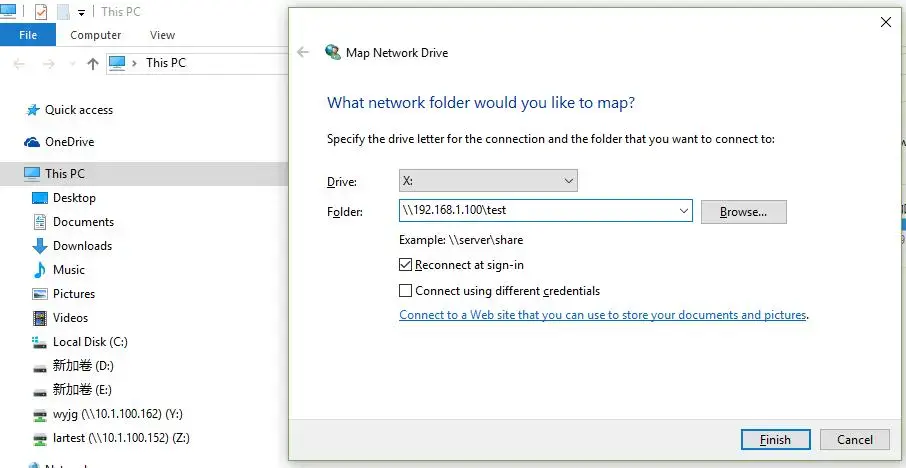 This PC
File
Computer
View
This PC
Quick access
OneDrive
This PC
Desktop
Documents
Downloads
Music
Pictures
Videos
Local Disk (C:)
新加卷 (D:)
新加卷 (E:)
wyjg (\\10.1.100.162) (Y:)
lartest (\\10.1.100.152) (Z:)
Map Network Drive
What network folder would you like to map?
Specify the drive letter for the connection and the folder that you want to connect to:
Drive:
X:
Folder:
\\192.168.1.100\test
Browse...
Example: \\server\share
Reconnect at sign-in
Connect using different credentials
Connect to a Web site that you can use to store your documents and pictures.
Finish
Cancel